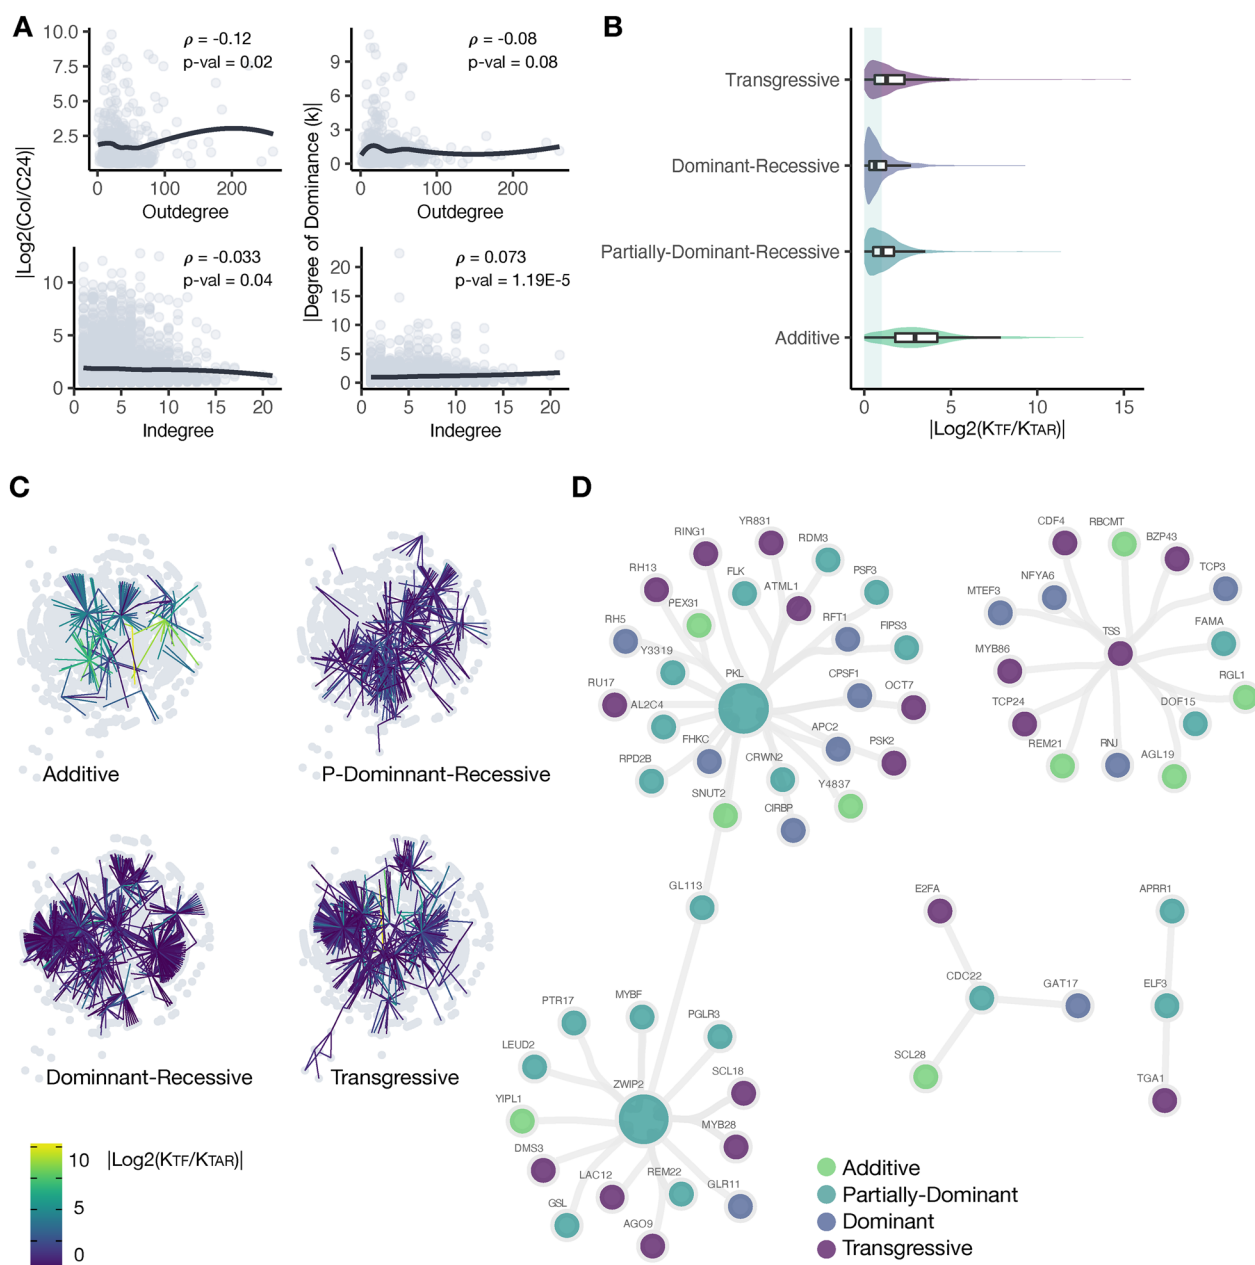 A
B
|Log2(Col/C24)|
10.0
7.5
5.0
2.5
ρ = -0.12
p-val = 0.02
0
100
200
Outdegree
|Degree of Dominance (k)|
9
6
3
0
ρ = -0.08
p-val = 0.08
0
100
200
Outdegree
10
5
0
ρ = -0.033
p-val = 0.04
0
5
10
15
20
Indegree
20
15
10
5
0
ρ = 0.073
p-val = 1.19E-5
0
5
10
15
20
Indegree
Transgressive
Dominant-Recessive
Partially-Dominant-Recessive
Additive
0
5
10
15
|Log2(KTF/KTAR)|
C
Additive
P-Dominnant-Recessive
Dominnant-Recessive
Transgressive
10
5
0
|Log2(KTF/KTAR)|
D
RING1
YR831
RDM3
RH13
FLK
ATML1
PSF3
PEX31
RH5
RFT1
FIPS3
Y3319
PKL
RU17
AL2C4
CPSF1
OCT7
FHKC
APC2
RPD2B
CRWN2
PSK2
SNUT2
CIRBP
Y4837
GL113
PTR17
MYBF
PGLR3
LEUD2
ZWIP2
SCL18
YIPL1
MYB28
DMS3
LAC12
REM22
GLR11
GSL
AGO9
CDF4
RBCMT
BZP43
NFYA6
TCP3
MTEF3
TSS
FAMA
MYB86
RGL1
TCP24
DOF15
REM21
RNJ
AGL19
E2FA
CDC22
GAT17
SCL28
APRR1
ELF3
TGA1
Additive
Partially-Dominant
Dominant
Transgressive